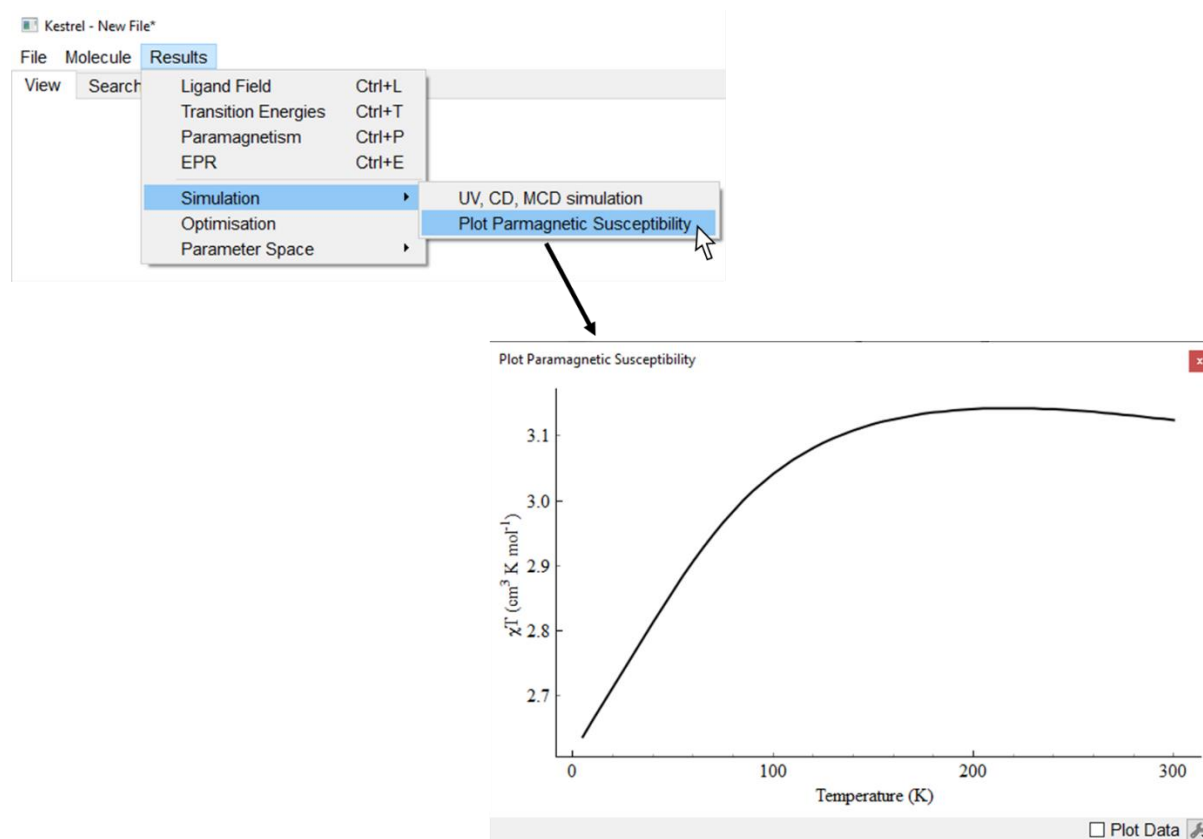 Kestrel - New File*
File Molecule Results
View Search
Ligand Field Ctrl+L
Transition Energies Ctrl+T
Paramagnetism Ctrl+P
EPR Ctrl+E
Simulation
UV, CD, MCD simulation
Optimisation
Plot Parmagnetic Susceptibility
Parameter Space
Plot Paramagnetic Susceptibility
x
χT (cm³ K mol⁻¹)
3.1
3.0
2.9
2.8
2.7
0 100 200 300
Temperature (K)
Plot Data